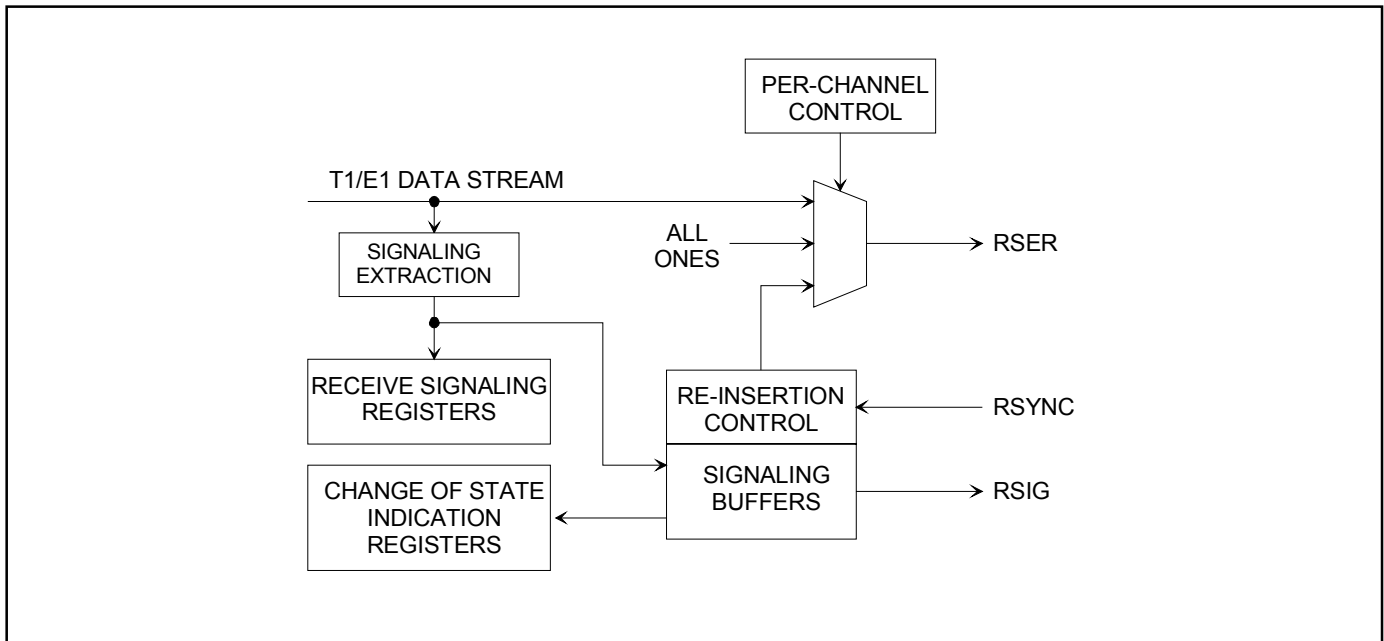 PER-CHANNEL
CONTROL
T1/E1 DATA STREAM
ALL
ONES
RSER
SIGNALING
EXTRACTION
RECEIVE SIGNALING
REGISTERS
RE-INSERTION
CONTROL
RSYNC
SIGNALING
BUFFERS
RSIG
CHANGE OF STATE
INDICATION
REGISTERS